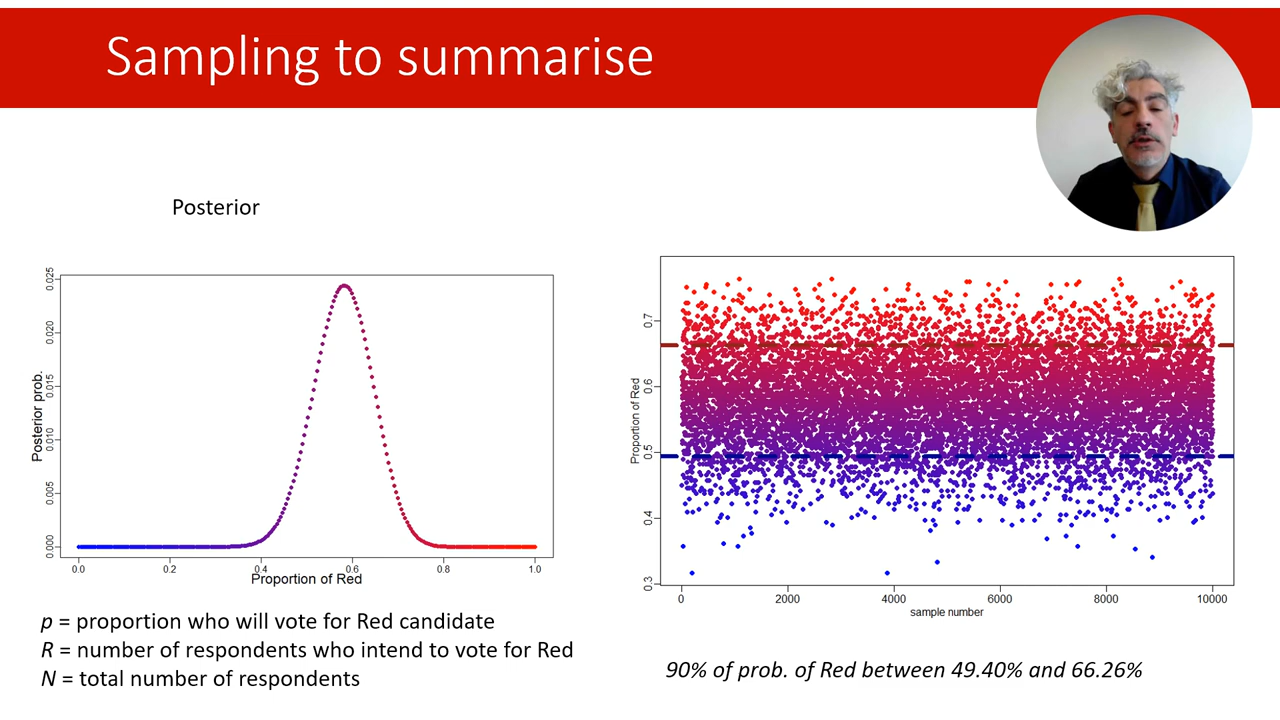 Sampling to summarise
Posterior
Posterior prob.
0.025
0.020
0.015
0.010
0.005
0.000
0.0 0.2 0.4 0.6 0.8 1.0
Proportion of Red
Proportion of Red
0.7
0.6
0.5
0.4
0.3
0 2000 4000 6000 8000 10000
sample number
p = proportion who will vote for Red candidate
R = number of respondents who intend to vote for Red
N = total number of respondents
90% of prob. of Red between 49.40% and 66.26%